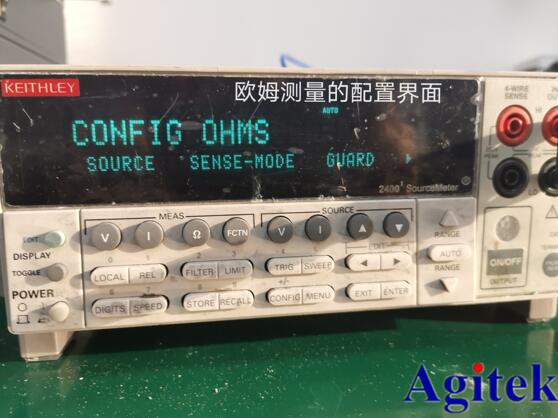 KEITHLEY
欧姆测量的配置界面
AUTO
CONFIG OHMS
SOURCE SENSE-MODE GUARD
2400 SourceMeter
4-WIRE
SENSE
HI
MEAS
SOURCE
EDIT
DISPLAY
TOGGLE
POWER
V I Ω FCTN V I
LOCAL REL FILTER LIMIT TRIG SWEEP
EDIT
+/-
DIGITS SPEED STORE RECALL CONFIG MENU EXIT ENTER
RANGE
AUTO
RANGE
ON/OFF
OUTPUT
Agitek